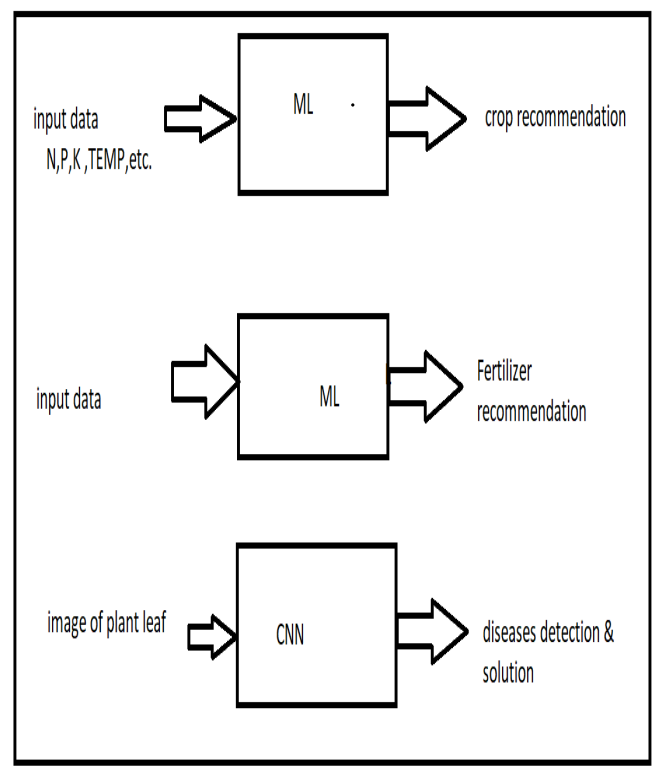 input data
N,P,K ,TEMP,etc.
ML
crop recommendation
input data
ML
Fertilizer
recommendation
image of plant leaf
CNN
diseases detection &
solution